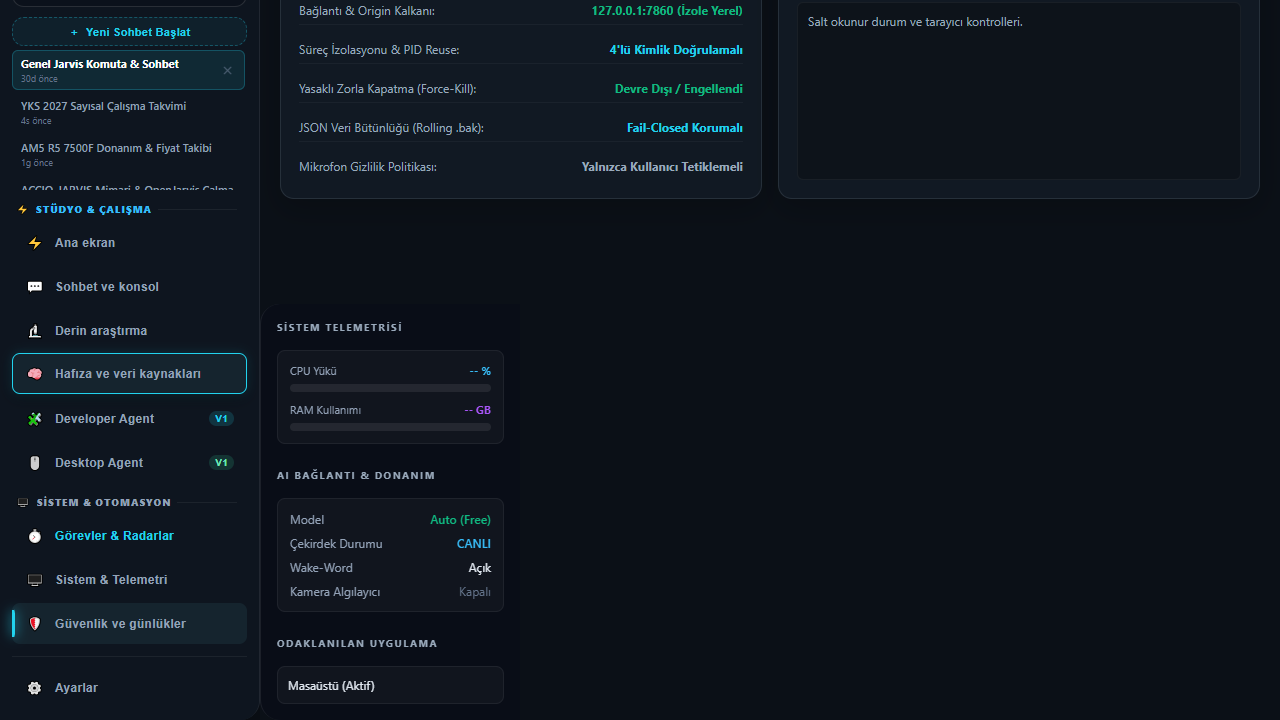 + Yeni Sohbet Başlat
Genel Jarvis Komuta & Sohbet
30d önce
YKS 2027 Sayısal Çalışma Takvimi
4s önce
AM5 R5 7500F Donanım & Fiyat Takibi
1g önce
STÜDYO & ÇALIŞMA
Ana ekran
Sohbet ve konsol
Derin araştırma
Hafıza ve veri kaynakları
Developer Agent V1
Desktop Agent V1
SİSTEM & OTOMASYON
Görevler & Radarlar
Sistem & Telemetri
Güvenlik ve günlükler
Ayarlar
Bağlantı & Origin Kalkanı: 127.0.0.1:7860 (İzole Yerel)
Süreç İzolasyonu & PID Reuse: 4'lü Kimlik Doğrulamalı
Yasaklı Zorla Kapatma (Force-Kill): Devre Dışı / Engellendi
JSON Veri Bütünlüğü (Rolling .bak): Fail-Closed Korumalı
Mikrofon Gizlilik Politikası: Yalnızca Kullanıcı Tetiklemeli
Salt okunur durum ve tarayıcı kontrolleri.
SİSTEM TELEMETRİSİ
CPU Yükü -- %
RAM Kullanımı -- GB
AI BAĞLANTI & DONANIM
Model Auto (Free)
Çekirdek Durumu CANLI
Wake-Word Açık
Kamera Algılayıcı Kapalı
ODAKLANILAN UYGULAMA
Masaüstü (Aktif)